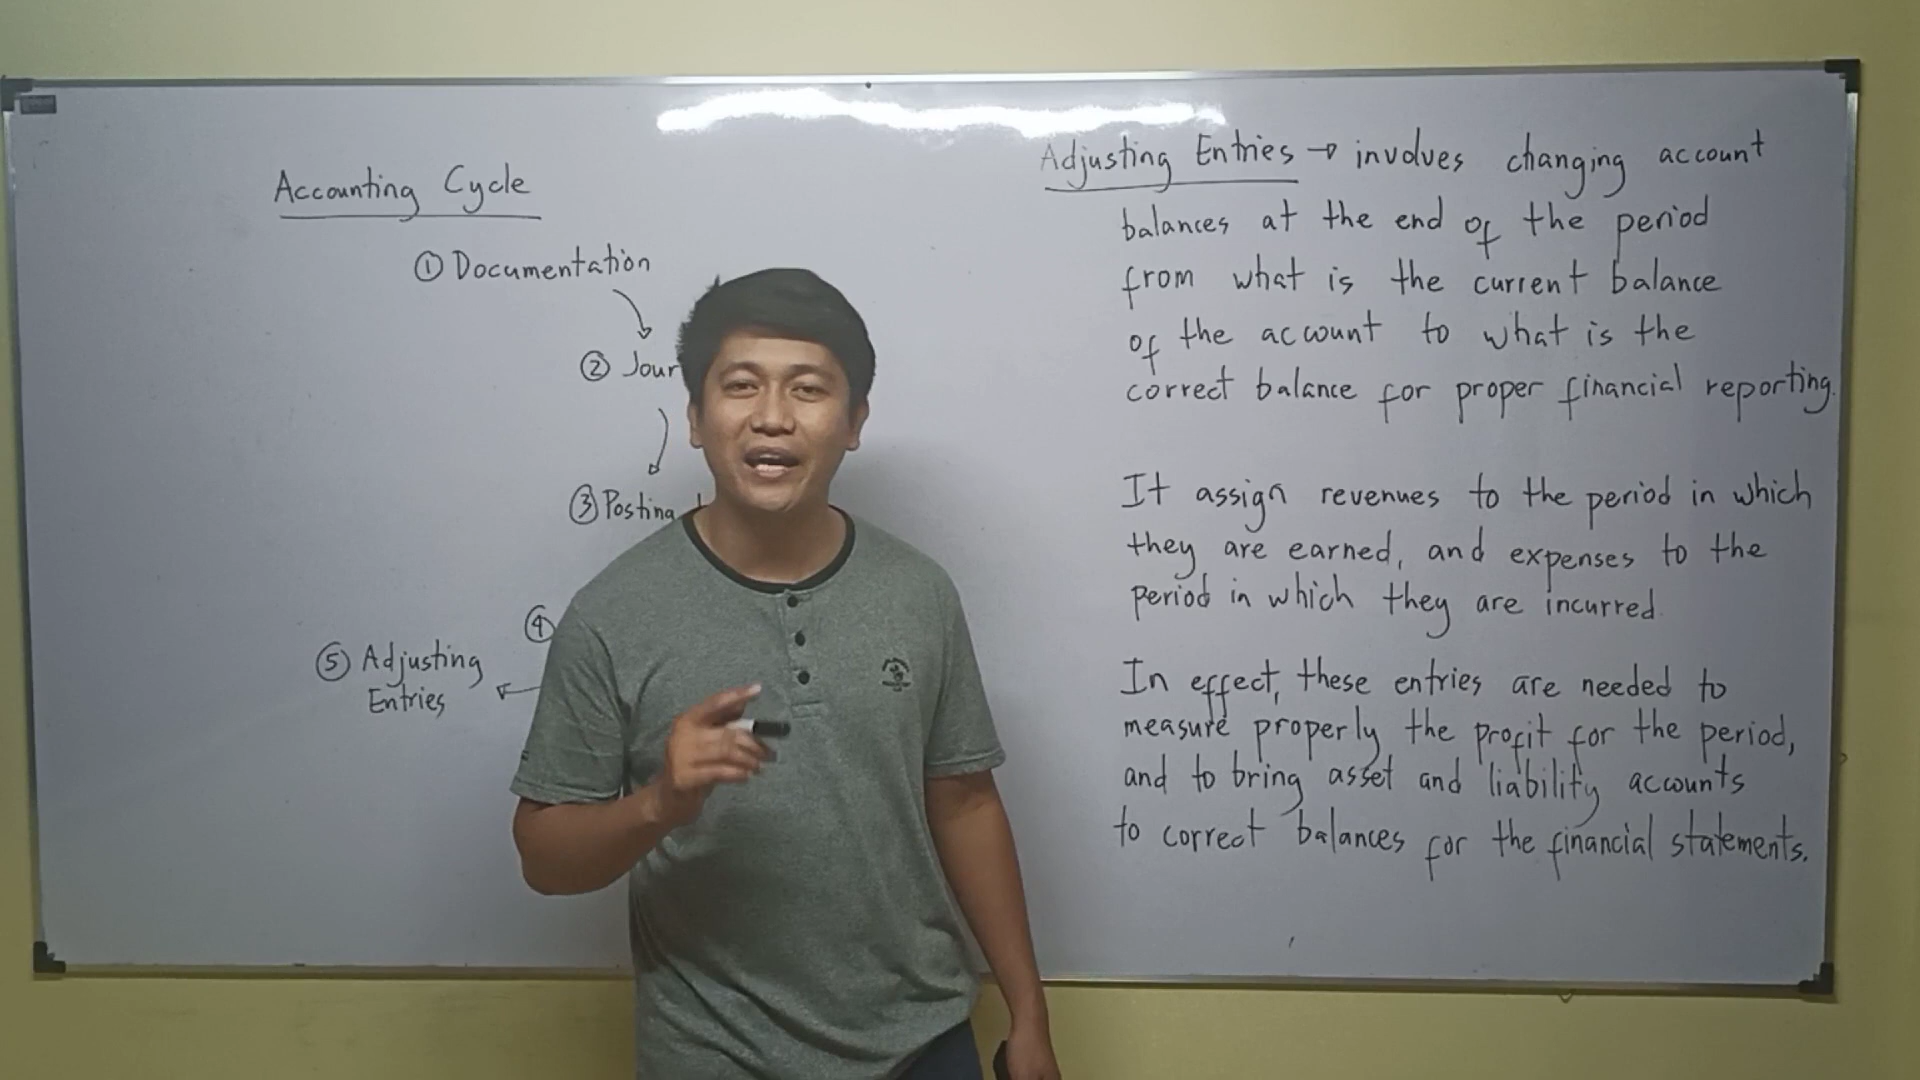 Accounting Cycle
① Documentation
② Jour
③ Posting
④
⑤ Adjusting
Entries
Adjusting Entries → involves changing account
balances at the end of the period
from what is the current balance
of the account to what is the
correct balance for proper financial reporting.
It assign revenues to the period in which
they are earned, and expenses to the
period in which they are incurred.
In effect, these entries are needed to
measure properly the profit for the period,
and to bring asset and liability accounts
to correct balances for the financial statements.